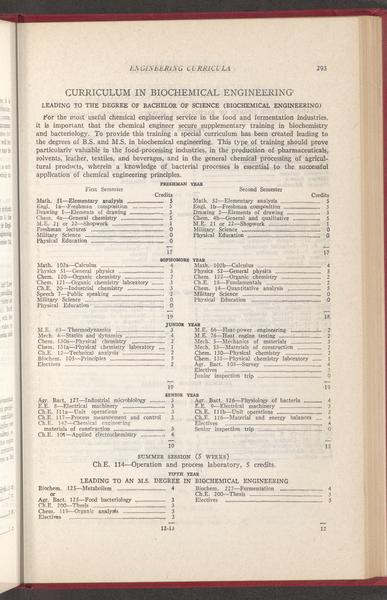 ENGINEERING CURRICULA 293
CURRICULUM IN BIOCHEMICAL ENGINEERING
LEADING TO THE DEGREE OF BACHELOR OF SCIENCE (BIOCHEMICAL ENGINEERING)
For the most useful chemical engineering service in the food and fermentation industries,
it is important that the chemical engineer secure supplementary training in biochemistry
and bacteriology. To provide this training a special curriculum has been created leading to
the degrees of B.S. and M.S. in biochemical engineering. This type of training should prove
particularly valuable in the food-processing industries, in the production of pharmaceuticals,
solvents, leather, textiles, and beverages, and in the general chemical processing of agricul-
tural products, wherein a knowledge of bacterial processes is essential to the successful
application of chemical engineering principles.
FRESHMAN YEAR
First Semester
Credits
Math. 51—Elementary analysis 5
Engl. 1a—Freshman composition 3
Drawing 1—Elements of drawing 3
Chem. 4a—General chemistry
M.E. 21 or 22—Shopwork
Freshman lectures 0
Military Science 0
Physical Education 0
17
Second Semester
Credits
Math. 52—Elementary analysis 5
Engl. 1b—Freshman composition 3
Drawing 2—Elements of drawing 3
Chem. 4b—General and qualitative
M.E. 21 or 22—Shopwork
Military Science 0
Physical Education 0
17
SOPHOMORE YEAR
Math. 102a—Calculus 4
Physics 51—General physics 5
Chem. 120—Organic chemistry
Chem. 121—Organic chemistry laboratory
Ch.E. 20—Industrial chemistry
Speech 7—Public speaking 2
Military Science 0
Physical Education 0
19
Math. 102b—Calculus 4
Physics 52—General physics 5
Chem. 122—Organic chemistry
Ch.E. 18—Fundamentals
Chem. 14—Quantitative analysis 5
Military Science
Physical Education 0
18
JUNIOR YEAR
M.E. 63—Thermodynamics 3
Mech. 4—Statics and dynamics 4
Chem. 130a—Physical chemistry
Chem. 131a—Physical chemistry laboratory 1
Ch.E. 12—Technical analysis 2
Biochem. 103—Principles 5
Electives 2
19
M.E. 66—Heat-power engineering 2
M.E. 76—Heat engine testing 2
Mech. 5—Mechanics of materials 3
Mech. 53—Materials of construction 2
Chem. 130—Physical chemistry
Chem. 131—Physical chemistry laboratory 1
Agr. Bact. 103—Survey
Electives
Junior inspection trip 0
19
SENIOR YEAR
Agr. Bact. 127—Industrial microbiology 3
E.E. 8—Electrical machinery 3
Ch.E. 111a—Unit operations 3
Ch.E. 117—Process measurement and control 3
Ch.E. 142—Chemical engineering
materials of construction 3
Ch.E. 106—Applied electrochemistry 4
19
Agr. Bact. 126—Physiology of bacteria 4
E.E. 9—Electrical machinery 3
Ch.E. 111b—Unit operations 3
Ch.E. 116—Material and energy balances 4
Electives 4
Senior inspection trip 0
18
SUMMER SESSION (5 WEEKS)
Ch.E. 114—Operation and process laboratory, 5 credits.
FIFTH YEAR
LEADING TO AN M.S. DEGREE IN BIOCHEMICAL ENGINEERING
Biochem. 125—Metabolism 4
or
Agr. Bact. 125—Food bacteriology 3
Ch.E. 200—Thesis 3
Chem. 119—Organic analysis 3
Electives 3
12-13
Biochem. 227—Fermentation 4
Ch.E. 200—Thesis 3
Electives 5
12